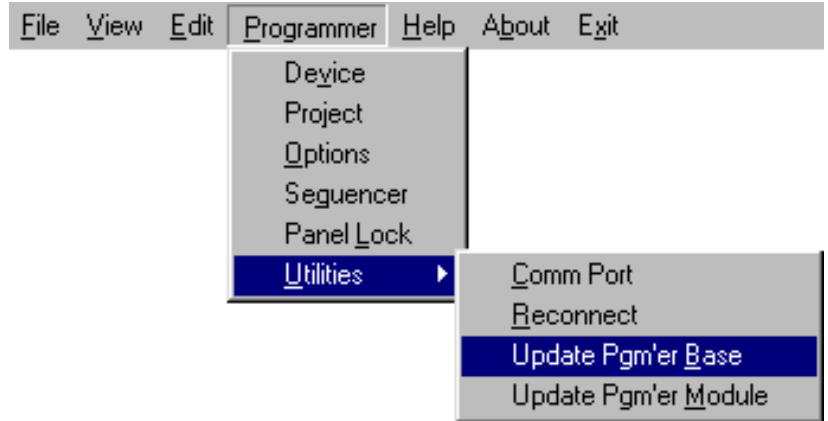 File View Edit Programmer Help About Exit
Device
Project
Options
Seguencer
Panel Lock
Utilities
Comm Port
Reconnect
Update Pgm'er Base
Update Pgm'er Module